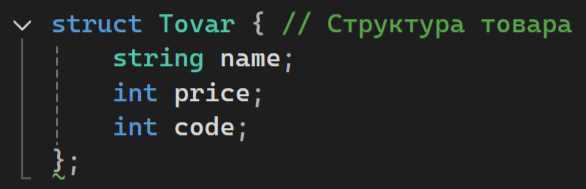 struct Tovar { // Структура товара
    string name;
    int price;
    int code;
};